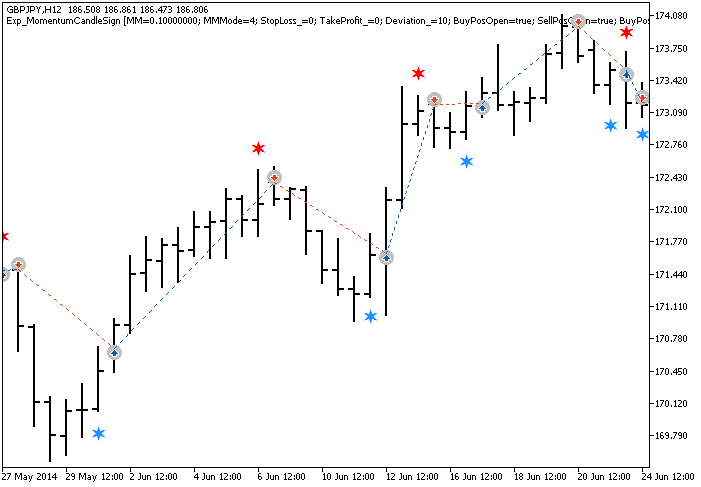 GBPJPY,H12 186.508 186.861 186.473 186.806
Exp_MomentumCandleSign [MM=0.10000000; MMMode=4; StopLoss_=0; TakeProfit_=0; Deviation_=10; BuyPosOpen=true; SellPosOpen=true; BuyPos
174.080
173.750
173.420
173.090
172.760
172.430
172.100
171.770
171.440
171.110
170.780
170.450
170.120
169.790
27 May 2014
29 May 12:00
2 Jun 12:00
4 Jun 12:00
6 Jun 12:00
10 Jun 12:00
12 Jun 12:00
16 Jun 12:00
18 Jun 12:00
20 Jun 12:00
24 Jun 12:00